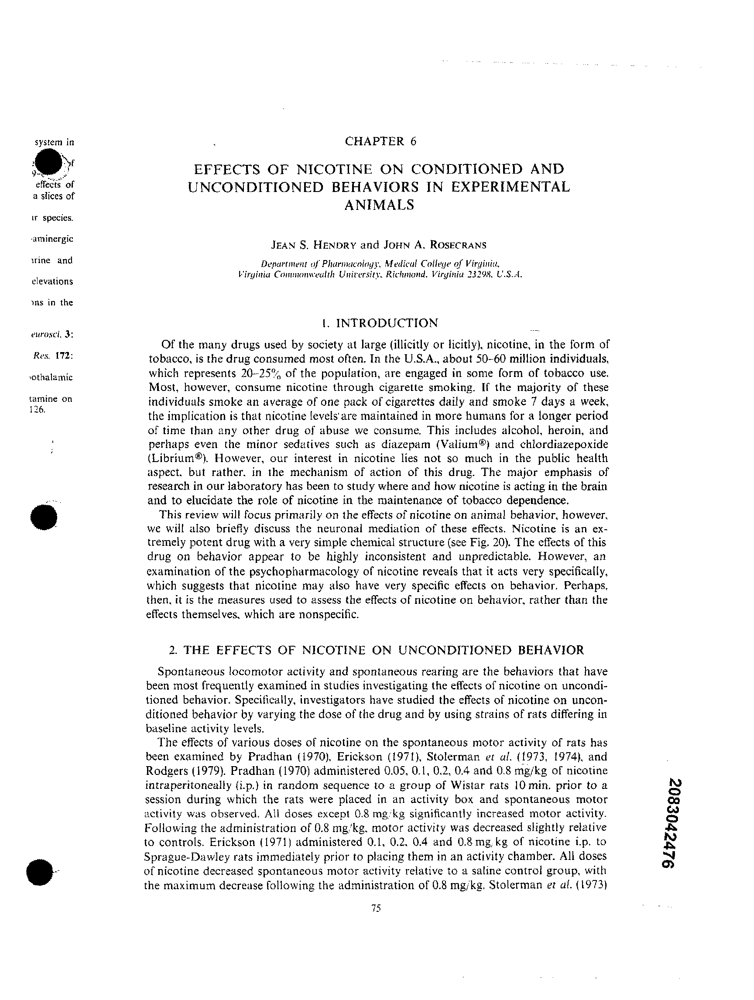 system in
of
9-
effects of
a slices of
ir species.
aminergic
urine and
elevations
ons in the
eurosci, 3:
Res. 172:
othalamic
tamine on
126.
CHAPTER 6
EFFECTS OF NICOTINE ON CONDITIONED AND
UNCONDITIONED BEHAVIORS IN EXPERIMENTAL
ANIMALS
JEAN S. HENDRY and JOHN A. ROSECRANS
Department of Pharmacology, Medical College of Virginia,
Virginia Commonwealth University, Richmond, Virginia 23298, U.S.A.
1. INTRODUCTION
Of the many drugs used by society at large (illicitly or licitly), nicotine, in the form of
tobacco, is the drug consumed most often. In the U.S.A., about 50–60 million individuals,
which represents 20–25% of the population, are engaged in some form of tobacco use.
Most, however, consume nicotine through cigarette smoking. If the majority of these
individuals smoke an average of one pack of cigarettes daily and smoke 7 days a week,
the implication is that nicotine levels are maintained in more humans for a longer period
of time than any other drug of abuse we consume. This includes alcohol, heroin, and
perhaps even the minor sedatives such as diazepam (Valium®) and chlordiazepoxide
(Librium®). However, our interest in nicotine lies not so much in the public health
aspect, but rather, in the mechanism of action of this drug. The major emphasis of
research in our laboratory has been to study where and how nicotine is acting in the brain
and to elucidate the role of nicotine in the maintenance of tobacco dependence.
This review will focus primarily on the effects of nicotine on animal behavior, however,
we will also briefly discuss the neuronal mediation of these effects. Nicotine is an ex-
tremely potent drug with a very simple chemical structure (see Fig. 20). The effects of this
drug on behavior appear to be highly inconsistent and unpredictable. However, an
examination of the psychopharmacology of nicotine reveals that it acts very specifically,
which suggests that nicotine may also have very specific effects on behavior. Perhaps,
then, it is the measures used to assess the effects of nicotine on behavior, rather than the
effects themselves, which are nonspecific.
2. THE EFFECTS OF NICOTINE ON UNCONDITIONED BEHAVIOR
Spontaneous locomotor activity and spontaneous rearing are the behaviors that have
been most frequently examined in studies investigating the effects of nicotine on uncondi-
tioned behavior. Specifically, investigators have studied the effects of nicotine on uncon-
ditioned behavior by varying the dose of the drug and by using strains of rats differing in
baseline activity levels.
The effects of various doses of nicotine on the spontaneous motor activity of rats has
been examined by Pradhan (1970), Erickson (1971), Stolerman et al. (1973, 1974), and
Rodgers (1979). Pradhan (1970) administered 0.05, 0.1, 0.2, 0.4 and 0.8 mg/kg of nicotine
intraperitoneally (i.p.) in random sequence to a group of Wistar rats 10 min. prior to a
session during which the rats were placed in an activity box and spontaneous motor
activity was observed. All doses except 0.8 mg/kg significantly increased motor activity.
Following the administration of 0.8 mg/kg, motor activity was decreased slightly relative
to controls. Erickson (1971) administered 0.1, 0.2, 0.4 and 0.8 mg/kg of nicotine i.p. to
Sprague-Dawley rats immediately prior to placing them in an activity chamber. All doses
of nicotine decreased spontaneous motor activity relative to a saline control group, with
the maximum decrease following the administration of 0.8 mg/kg. Stolerman et al. (1973)
75
2083042476